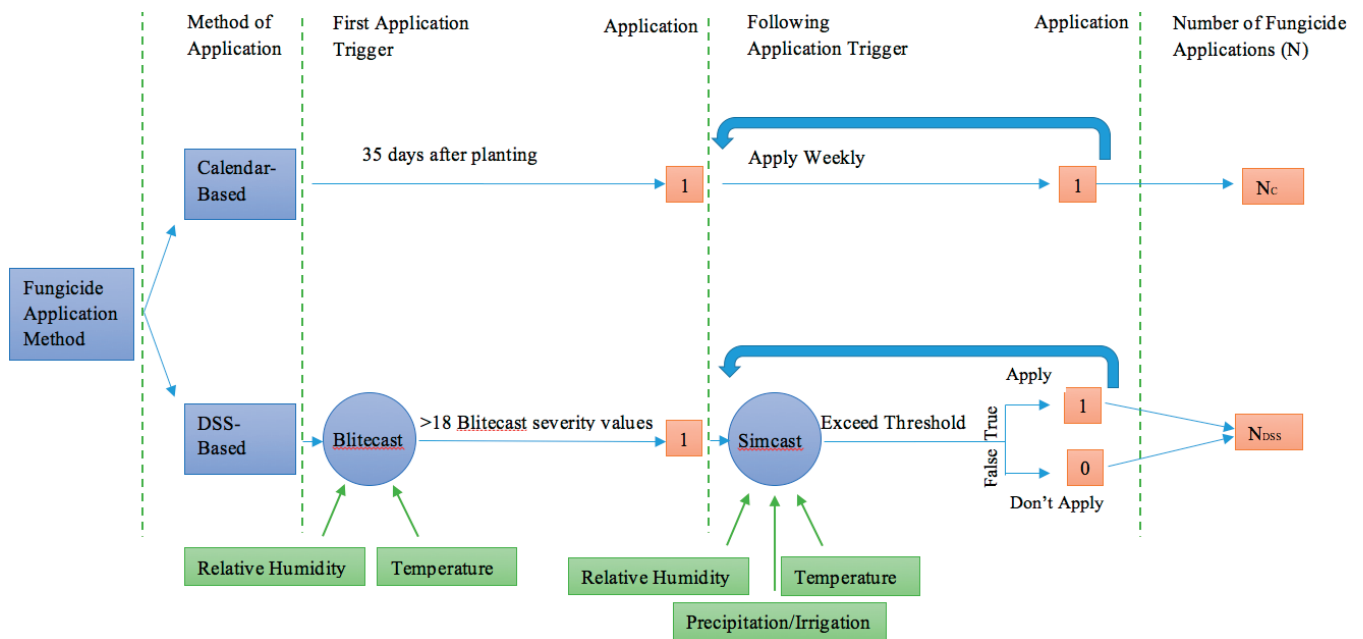 Method of
Application
First Application
Trigger
Application
Following
Application Trigger
Application
Number of Fungicide
Applications (N)
35 days after planting
Apply Weekly
Calendar-
Based
1
1
NC
Fungicide
Application
Method
Apply
DSS-
Based
Blitecast
>18 Blitecast severity values
1
Simcast
Exceed Threshold
True
False
1
0
NDSS
Don't Apply
Relative Humidity
Temperature
Relative Humidity
Temperature
Precipitation/Irrigation